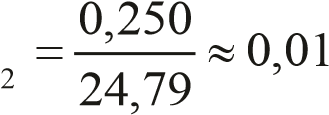 ₂ = 0,250 / 24,79 ≈ 0,01